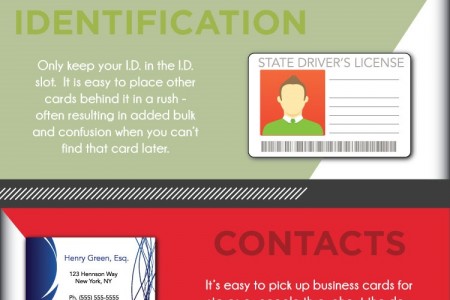 IDENTIFICATION
Only keep your I.D. in the I.D.
slot. It is easy to place other
cards behind it in a rush -
often resulting in added bulk
and confusion when you can't
find that card later.
STATE DRIVER'S LICENSE
CONTACTS
Henry Green, Esq.
123 Hennson Way
New York, NY
Ph. (555) 555-5555
It's easy to pick up business cards for